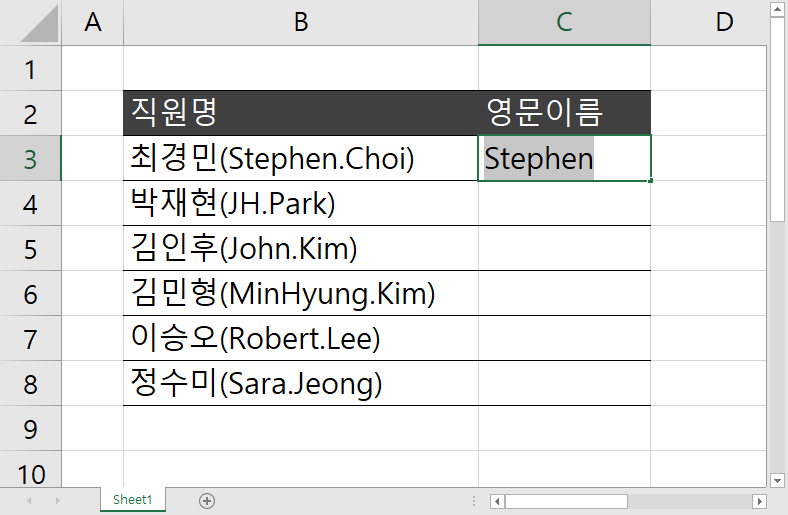 A B C D
1
2 직원명 영문이름
3 최경민(Stephen.Choi) Stephen
4 박재현(JH.Park)
5 김인후(John.Kim)
6 김민형(MinHyung.Kim)
7 이승오(Robert.Lee)
8 정수미(Sara.Jeong)
9
10
Sheet1